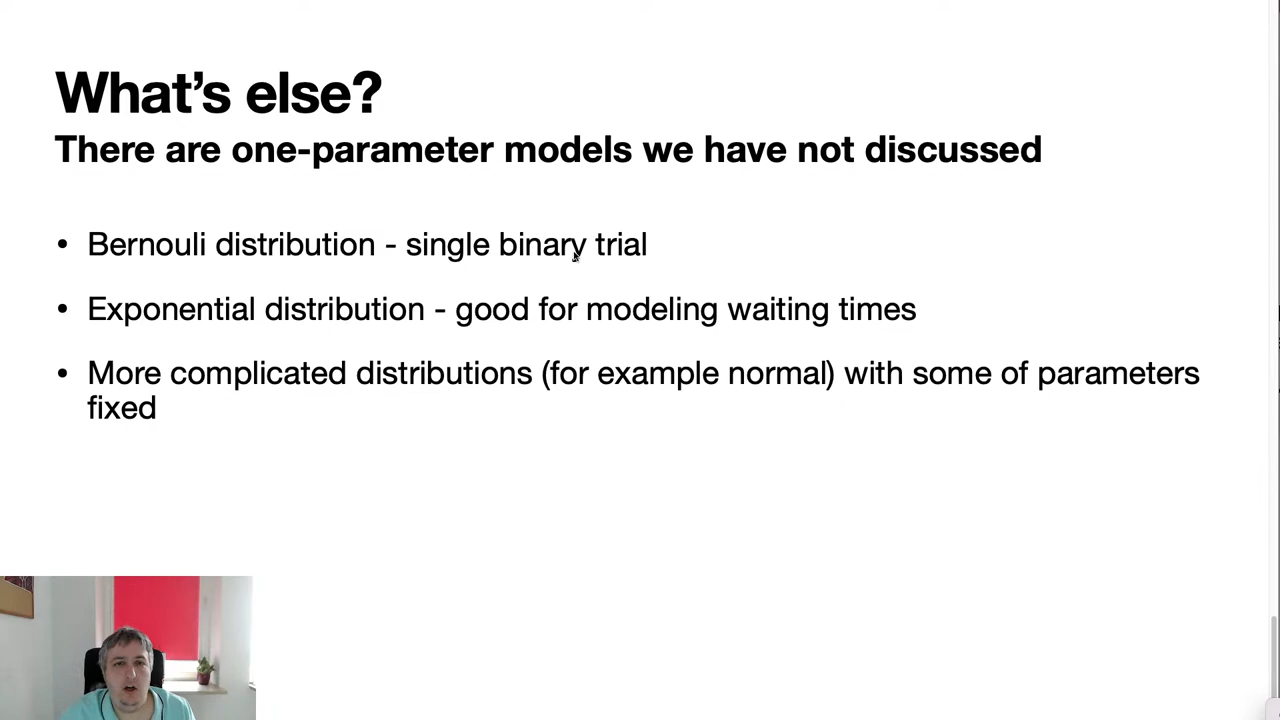 What’s else?
There are one-parameter models we have not discussed
• Bernouli distribution - single binary trial
• Exponential distribution - good for modeling waiting times
• More complicated distributions (for example normal) with some of parameters
fixed